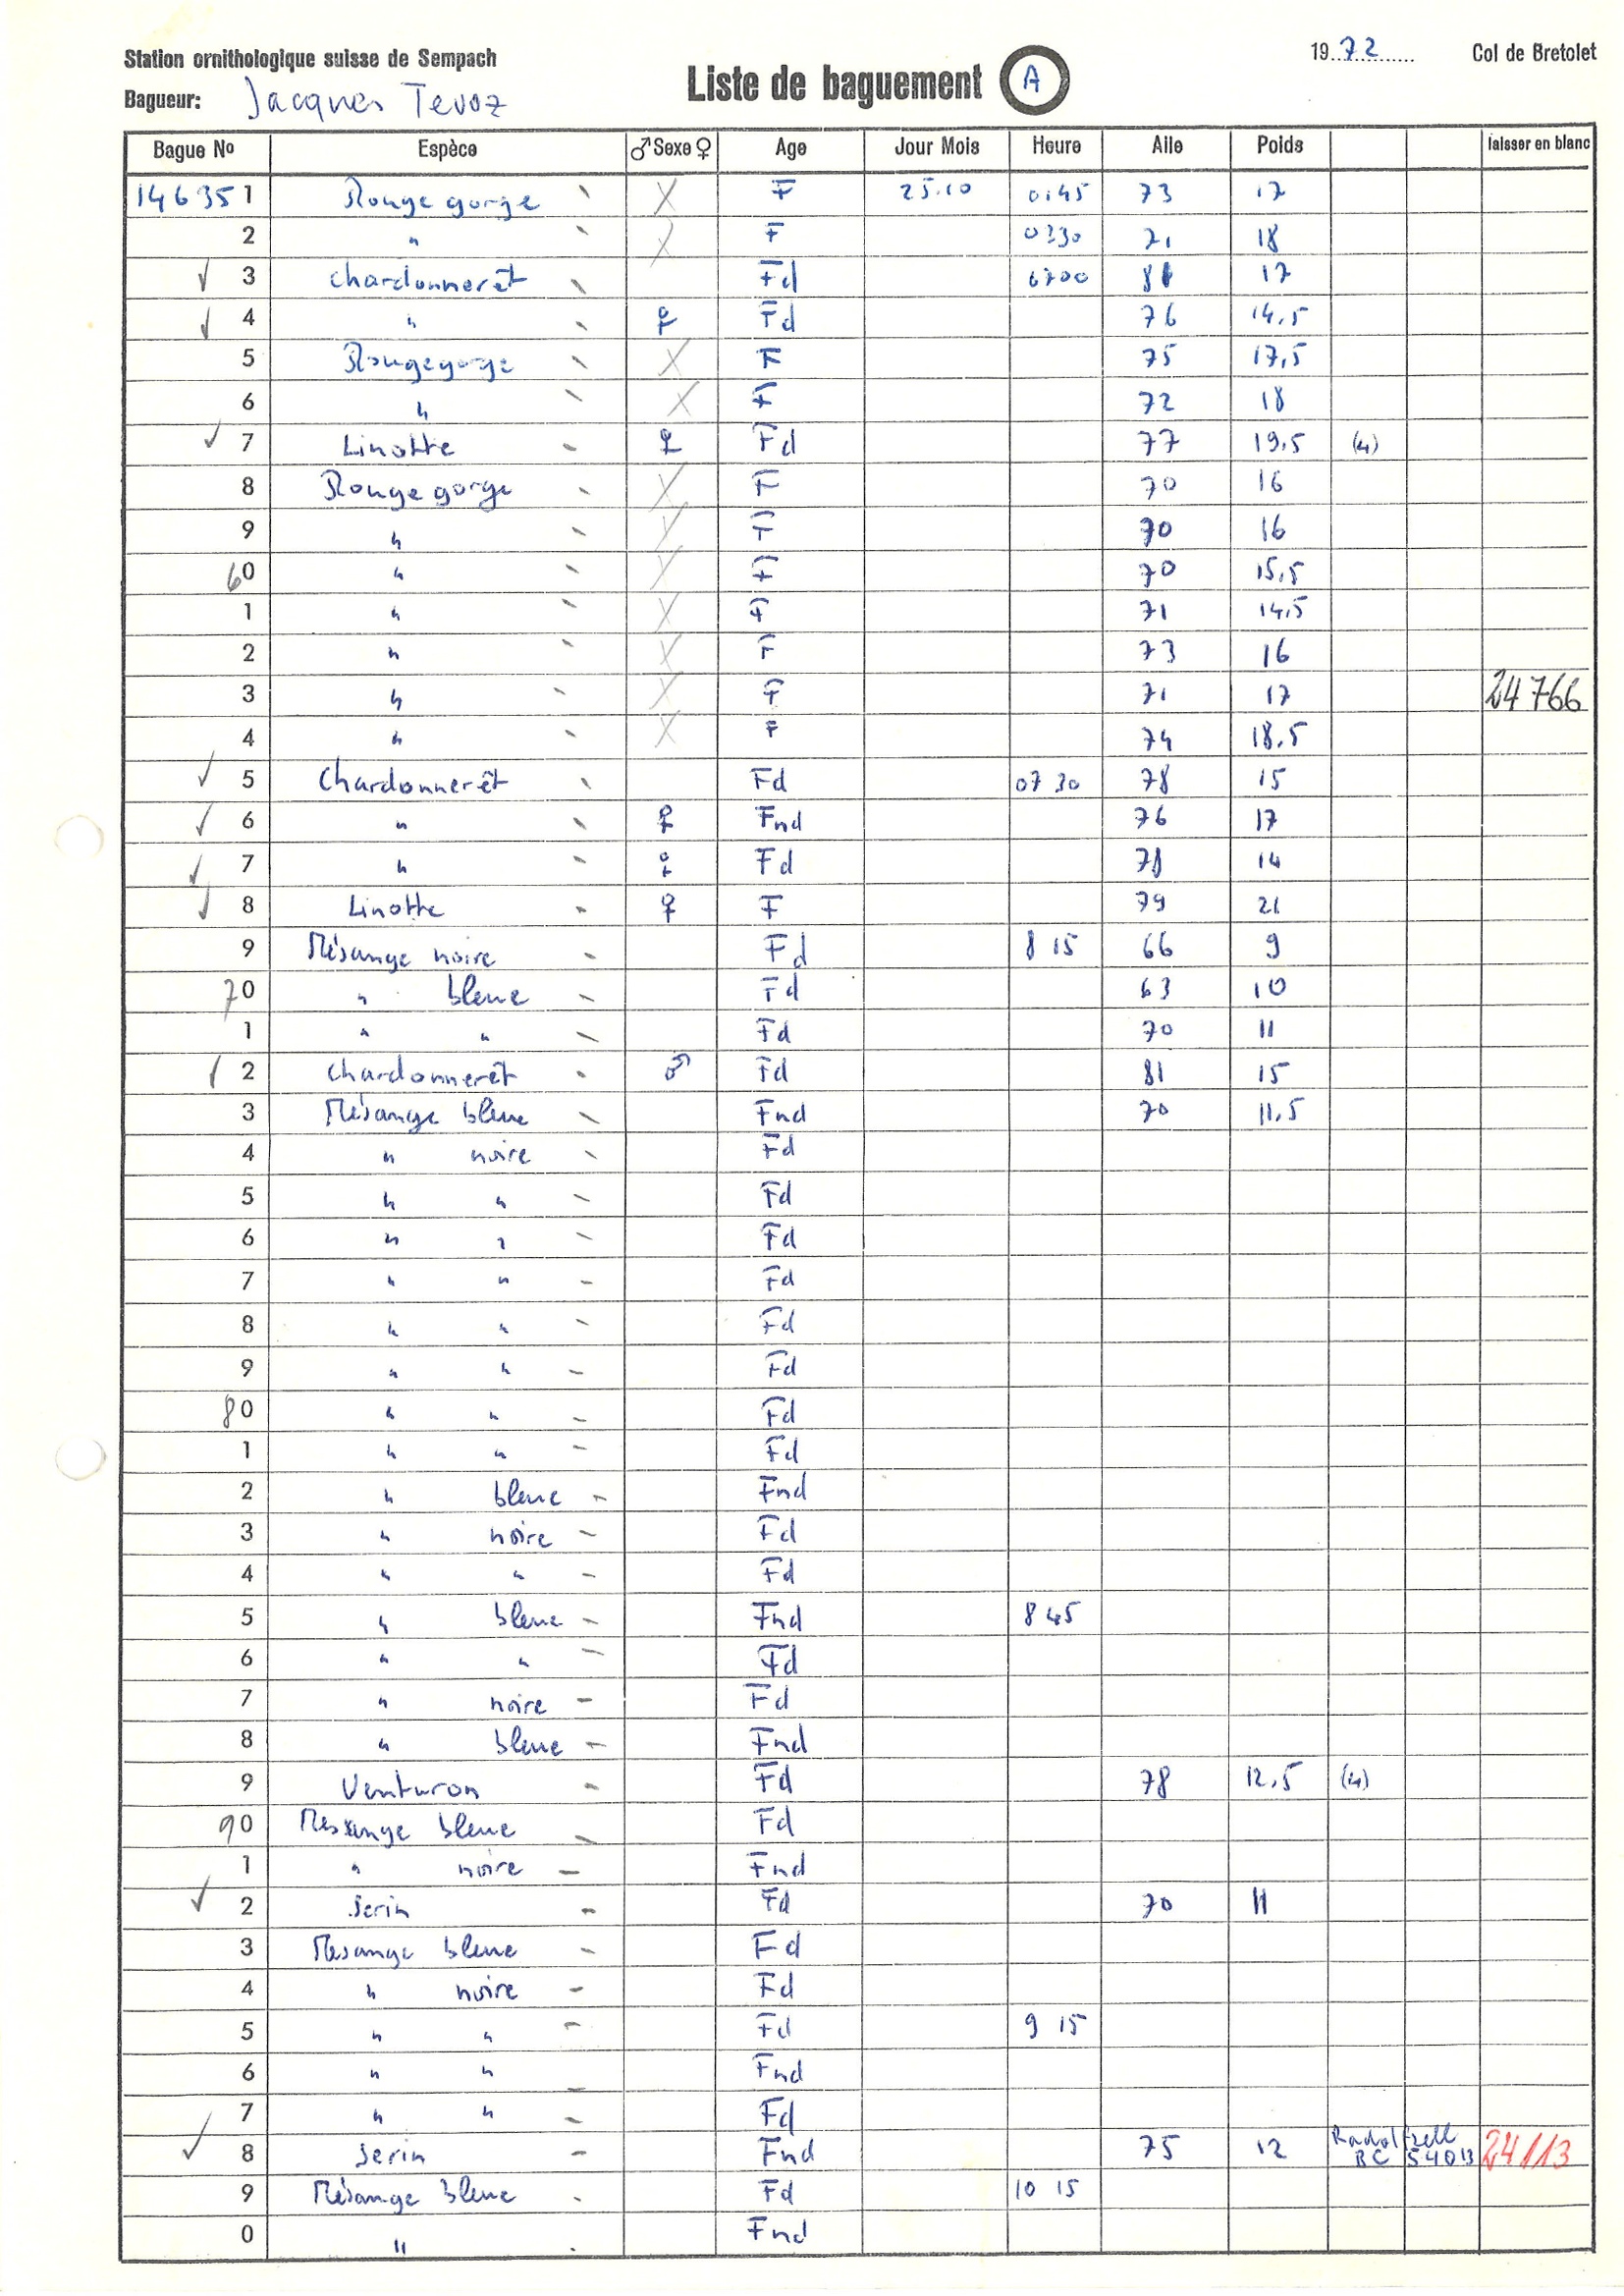 Station ornithologique suisse de Sempach
19 72 Col de Bretolet
Bagueur: Jacques Tevoz
Liste de baguement A
Bague No Espèce ♂ Sexe ♀ Age Jour Mois Heure Aile Poids laisser en blanc
146351 Rouge gorge X F 25.10 0:45 73 17
2 " X F 0330 71 18
✓ 3 Chardonnerêt Fd 0700 81 17
✓ 4 " ♀ Fd 76 14,5
5 Rougegorge X F 75 17,5
6 " X F 72 18
✓ 7 Linotte ♀ Fd 77 19,5 (4)
8 Rouge gorge X F 70 16
9 " X F 70 16
60 " X F 70 15,5
1 " X F 71 14,5
2 " X F 73 16
3 " X F 71 17 24766
4 " X F 74 18,5
✓ 5 Chardonnerêt Fd 0730 78 15
✓ 6 " ♀ Fnd 76 17
✓ 7 " ♀ Fd 78 14
✓ 8 Linotte ♀ F 79 21
9 Mésange noire Fd 8 15 66 9
70 " bleue Fd 63 10
1 " " Fd 70 11
✓ 2 Chardonnerêt ♂ Fd 81 15
3 Mésange bleue Fnd 70 11,5
4 " noire Fd
5 " " Fd
6 " " Fd
7 " " Fd
8 " " Fd
9 " " Fd
80 " " Fd
1 " " Fd
2 " bleue Fnd
3 " noire Fd
4 " " Fd
5 " bleue Fnd 8 45
6 " " Fd
7 " noire Fd
8 " bleue Fnd
9 Venturon Fd 78 12,5 (4)
90 Messange bleue Fd
1 " noire Fnd
✓ 2 Serin Fd 70 11
3 Mesange bleue Fd
4 " noire Fd
5 " " Fd 9 15
6 " " Fnd
7 " " Fd
✓ 8 Serin Fnd 75 12 Radolfzell BC 54013 24113
9 Mésange bleue Fd 10 15
0 " Fnd